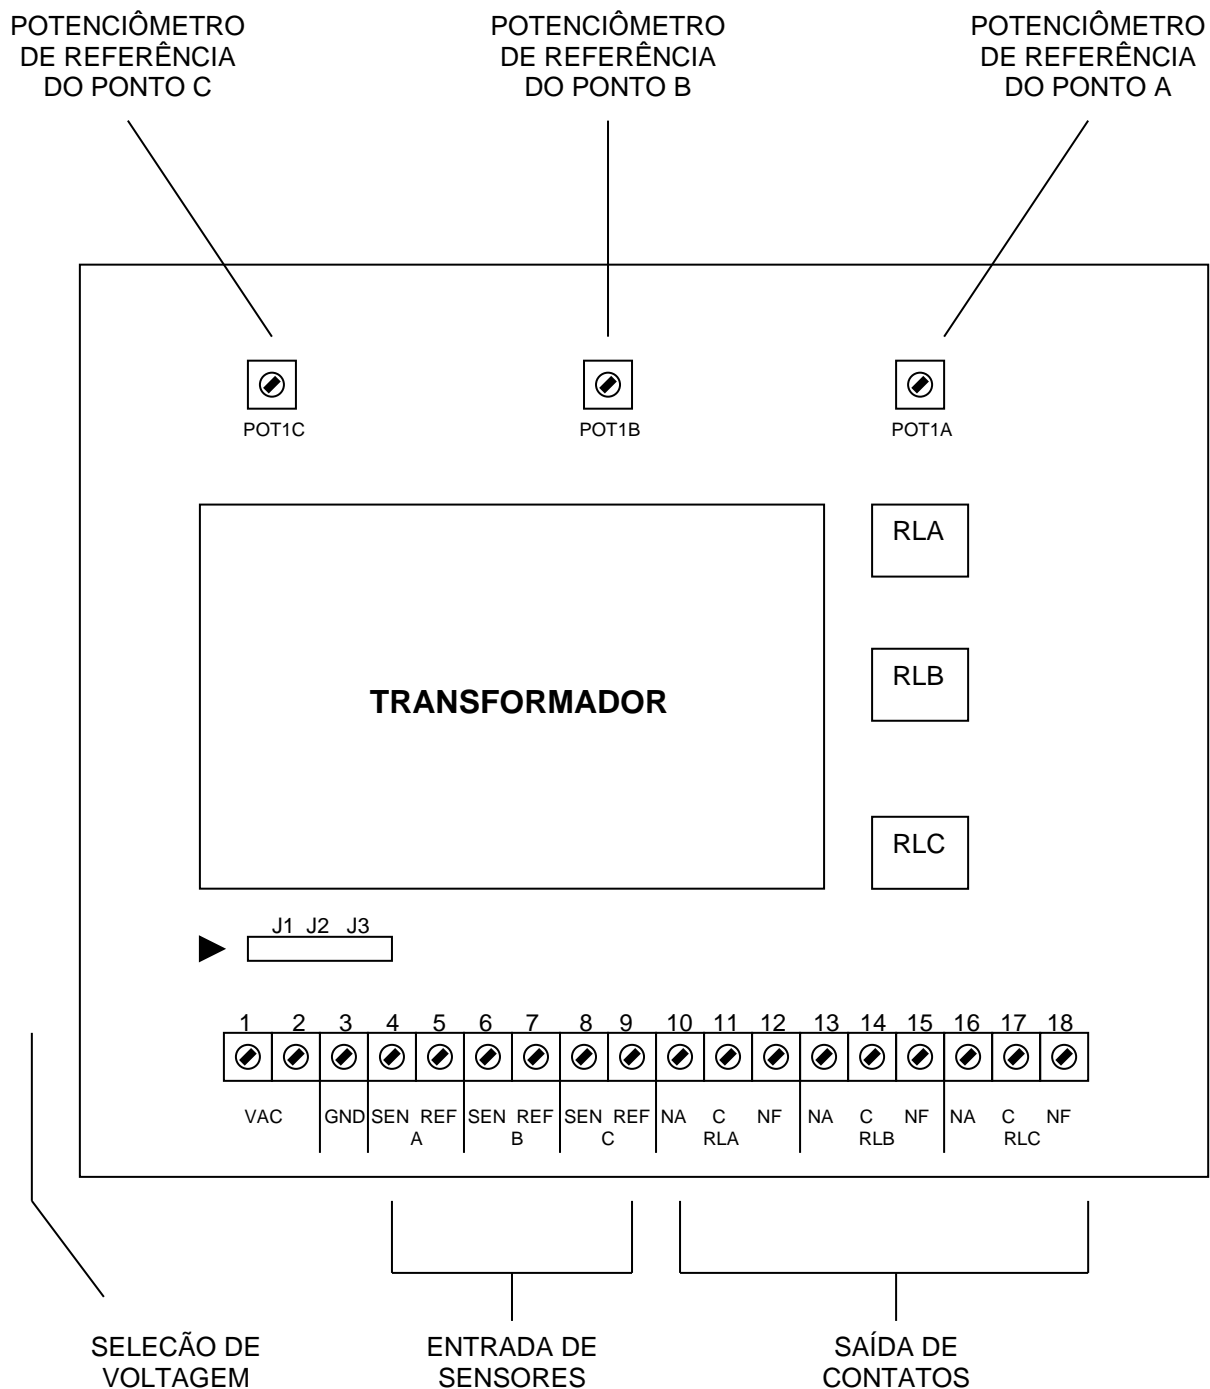 POTENCIÔMETRO
DE REFERÊNCIA
DO PONTO C
POTENCIÔMETRO
DE REFERÊNCIA
DO PONTO B
POTENCIÔMETRO
DE REFERÊNCIA
DO PONTO A
POT1C
POT1B
POT1A
RLA
RLB
TRANSFORMADOR
RLC
J1 J2 J3
1 2 3 4 5 6 7 8 9 10 11 12 13 14 15 16 17 18
VAC GND SEN REF SEN REF SEN REF NA C NF NA C NF NA C NF
A B C RLA RLB RLC
SELECÃO DE
VOLTAGEM
ENTRADA DE
SENSORES
SAÍDA DE
CONTATOS